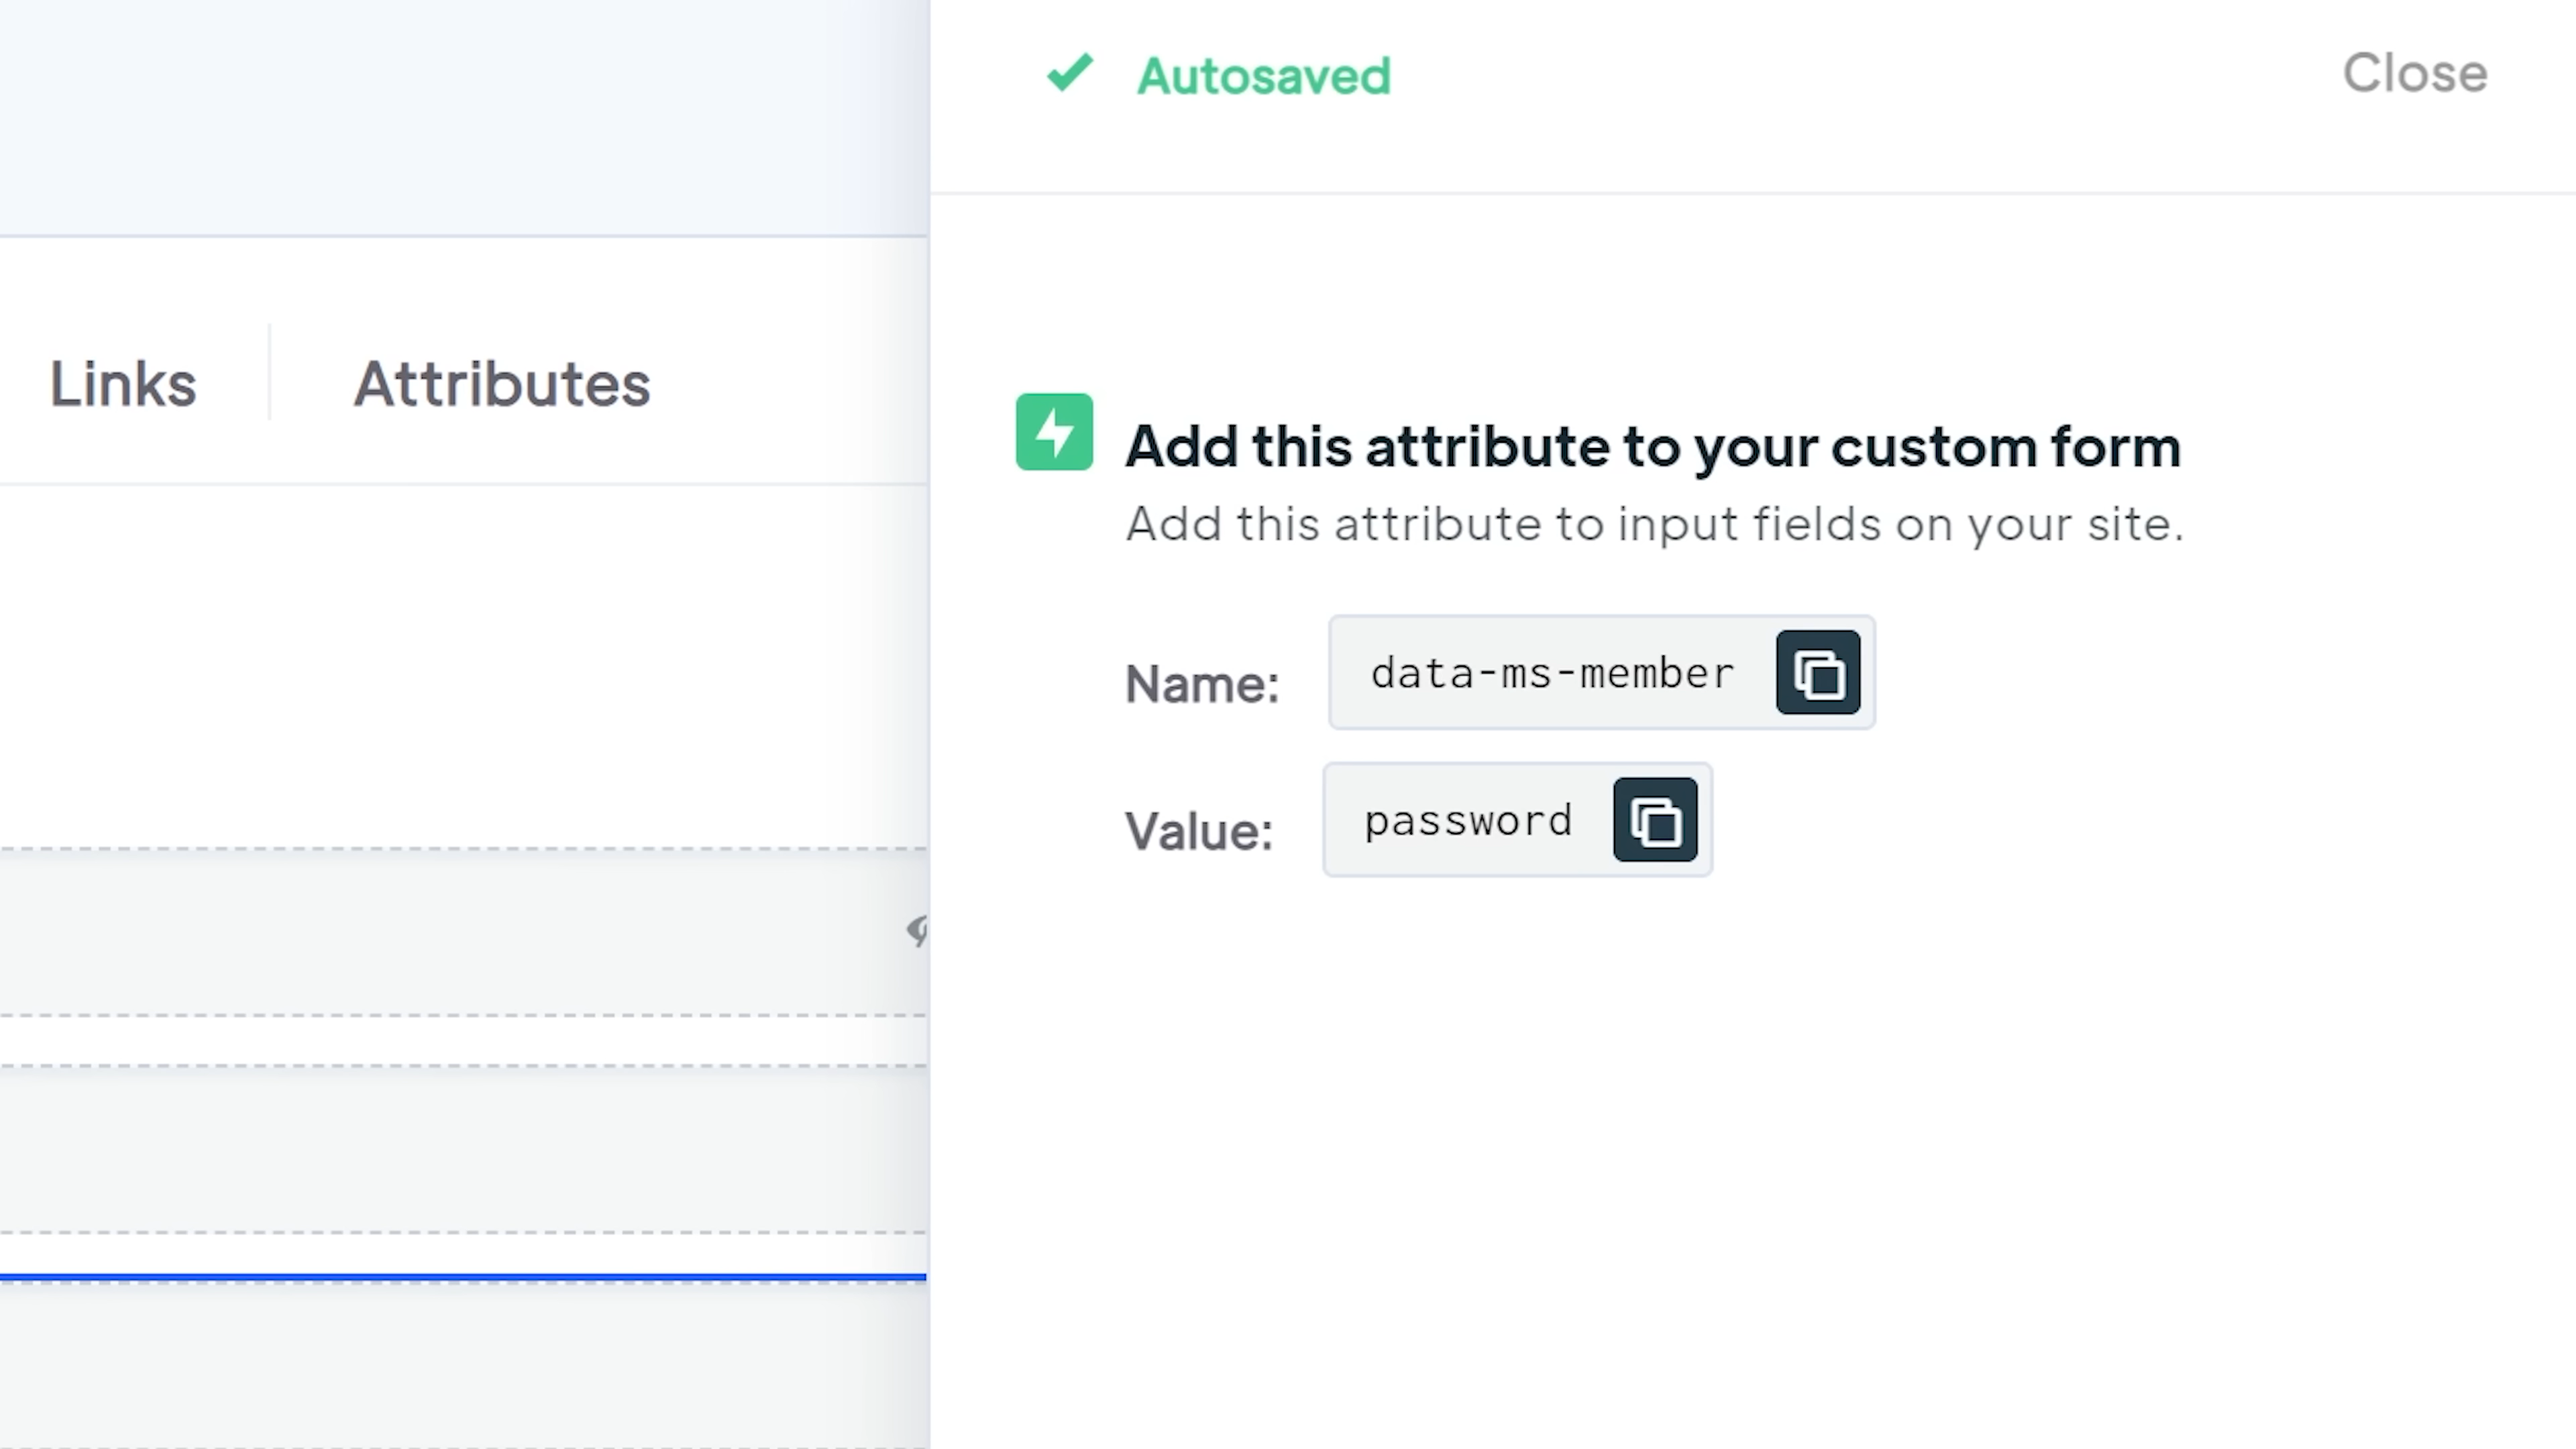 Autosaved
Close
Links
Attributes
Add this attribute to your custom form
Add this attribute to input fields on your site.
Name: data-ms-member
Value: password